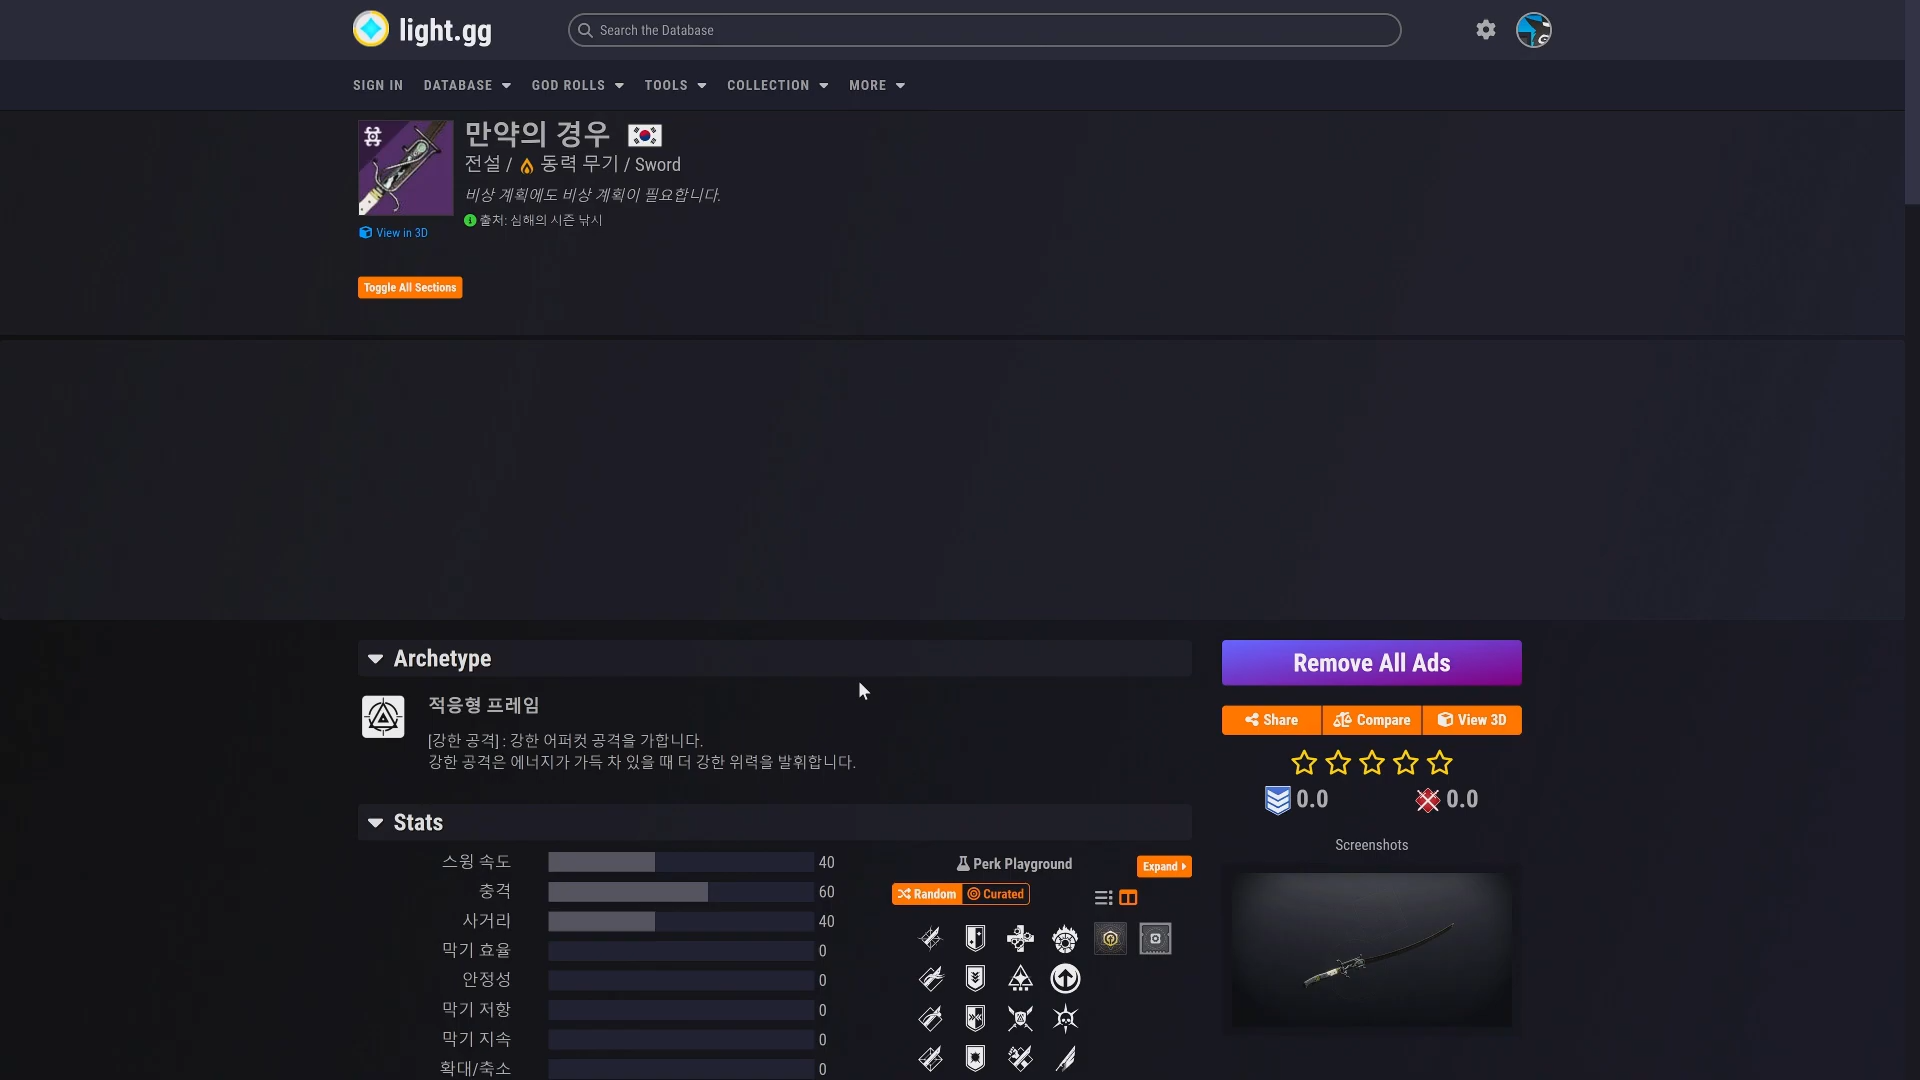 light.gg
Search the Database
SIGN IN
DATABASE
GOD ROLLS
TOOLS
COLLECTION
MORE
만약의 경우
전설 / 동력 무기 / Sword
비상 계획에도 비상 계획이 필요합니다.
출처: 심해의 시즌 낚시
View in 3D
Toggle All Sections
Archetype
적응형 프레임
[강한 공격] : 강한 어퍼컷 공격을 가합니다.
강한 공격은 에너지가 가득 차 있을 때 더 강한 위력을 발휘합니다.
Stats
스윙 속도 40
충격 60
사거리 40
막기 효율 0
안정성 0
막기 저항 0
막기 지속 0
확대/축소 0
Perk Playground
Expand
Random
Curated
Remove All Ads
Share
Compare
View 3D
0.0
0.0
Screenshots